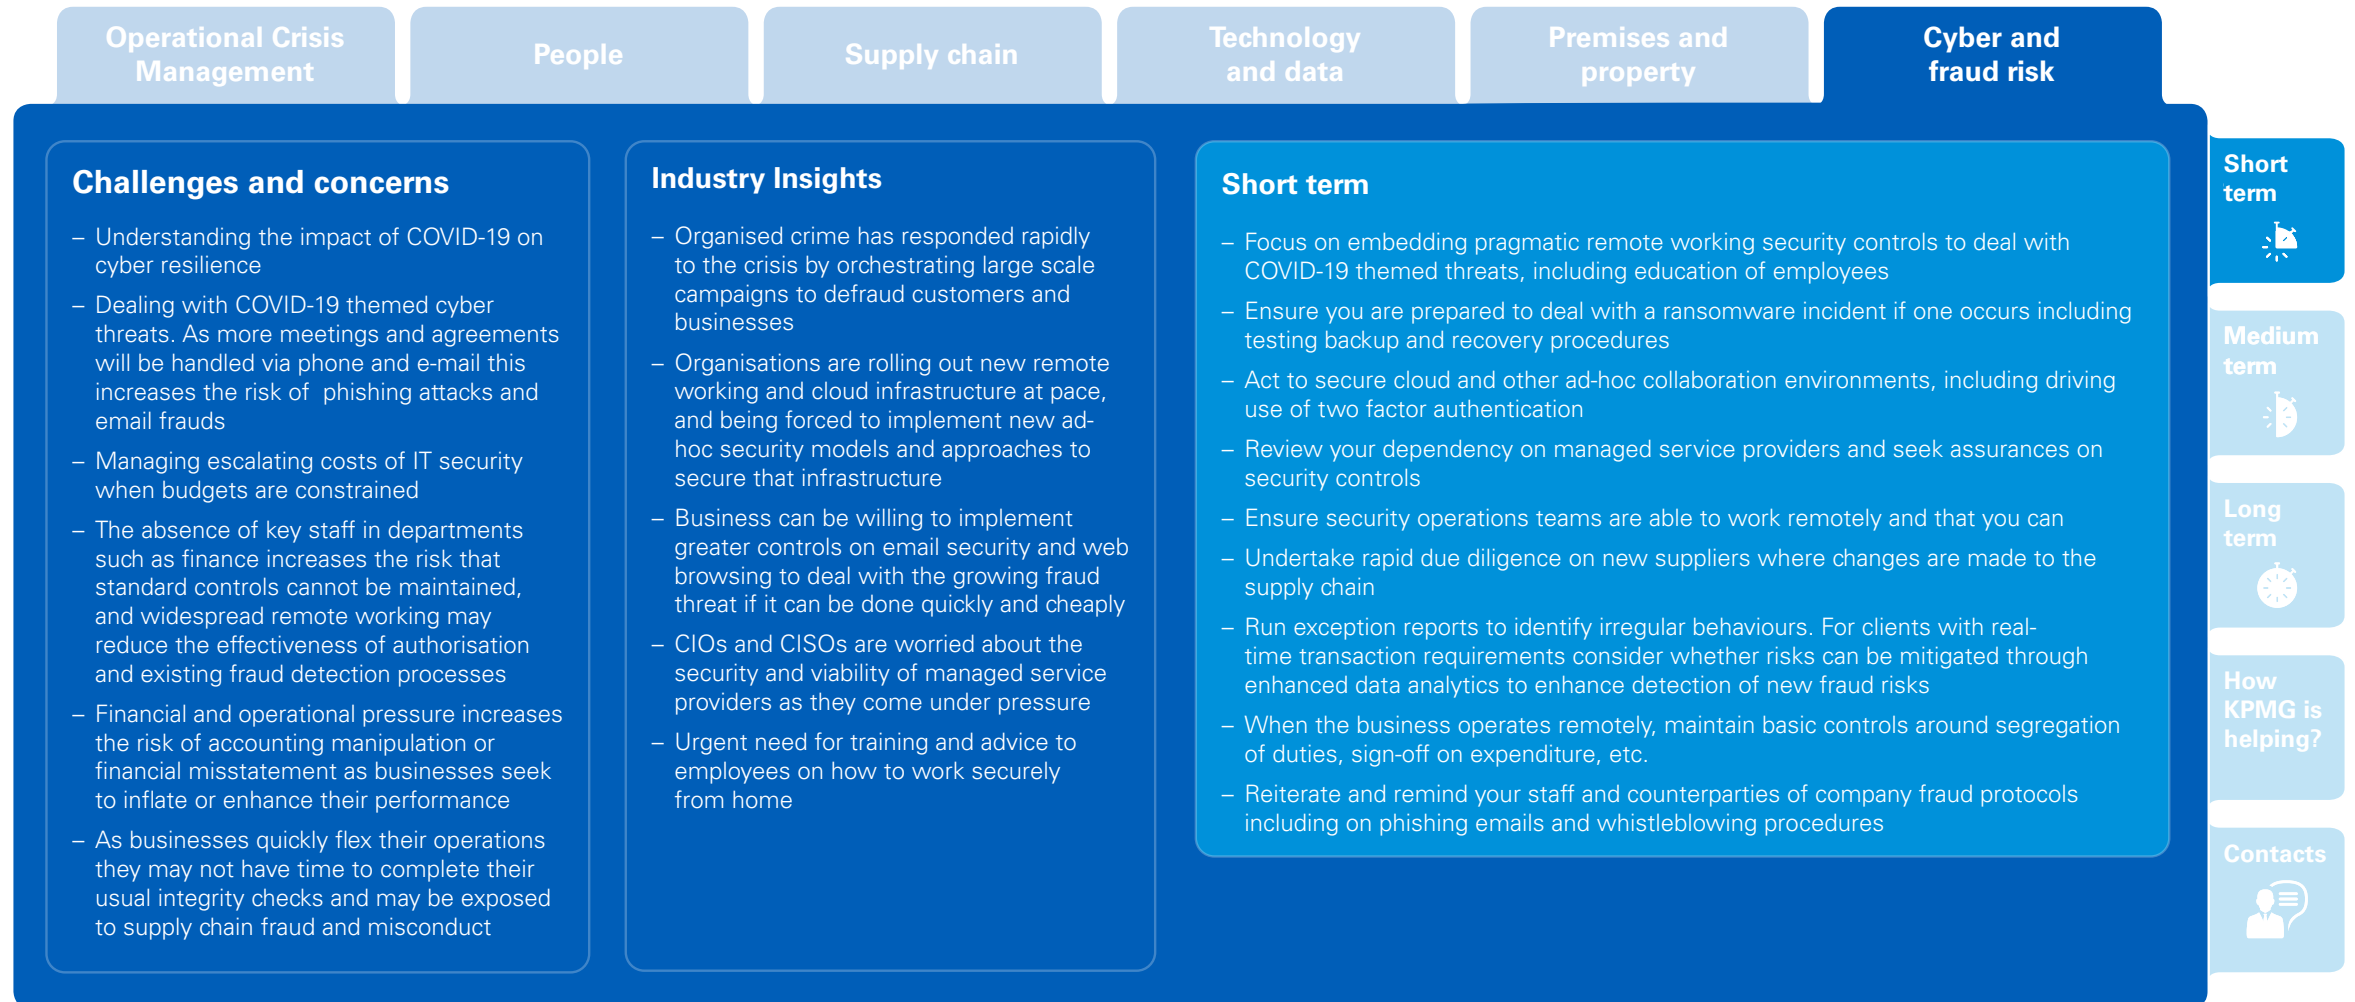 Operational Crisis
Management
People
Supply chain
Technology
and data
Premises and
property
Cyber and
fraud risk
Challenges and concerns
– Understanding the impact of COVID-19 on
cyber resilience
– Dealing with COVID-19 themed cyber
threats. As more meetings and agreements
will be handled via phone and e-mail this
increases the risk of phishing attacks and
email frauds
– Managing escalating costs of IT security
when budgets are constrained
– The absence of key staff in departments
such as finance increases the risk that
standard controls cannot be maintained,
and widespread remote working may
reduce the effectiveness of authorisation
and existing fraud detection processes
– Financial and operational pressure increases
the risk of accounting manipulation or
financial misstatement as businesses seek
to inflate or enhance their performance
– As businesses quickly flex their operations
they may not have time to complete their
usual integrity checks and may be exposed
to supply chain fraud and misconduct
Industry Insights
– Organised crime has responded rapidly
to the crisis by orchestrating large scale
campaigns to defraud customers and
businesses
– Organisations are rolling out new remote
working and cloud infrastructure at pace,
and being forced to implement new ad-
hoc security models and approaches to
secure that infrastructure
– Business can be willing to implement
greater controls on email security and web
browsing to deal with the growing fraud
threat if it can be done quickly and cheaply
– CIOs and CISOs are worried about the
security and viability of managed service
providers as they come under pressure
– Urgent need for training and advice to
employees on how to work securely
from home
Short term
– Focus on embedding pragmatic remote working security controls to deal with
COVID-19 themed threats, including education of employees
– Ensure you are prepared to deal with a ransomware incident if one occurs including
testing backup and recovery procedures
– Act to secure cloud and other ad-hoc collaboration environments, including driving
use of two factor authentication
– Review your dependency on managed service providers and seek assurances on
security controls
– Ensure security operations teams are able to work remotely and that you can
– Undertake rapid due diligence on new suppliers where changes are made to the
supply chain
– Run exception reports to identify irregular behaviours. For clients with real-
time transaction requirements consider whether risks can be mitigated through
enhanced data analytics to enhance detection of new fraud risks
– When the business operates remotely, maintain basic controls around segregation
of duties, sign-off on expenditure, etc.
– Reiterate and remind your staff and counterparties of company fraud protocols
including on phishing emails and whistleblowing procedures
Short
term
Medium
term
Long
term
How
KPMG is
helping?
Contacts